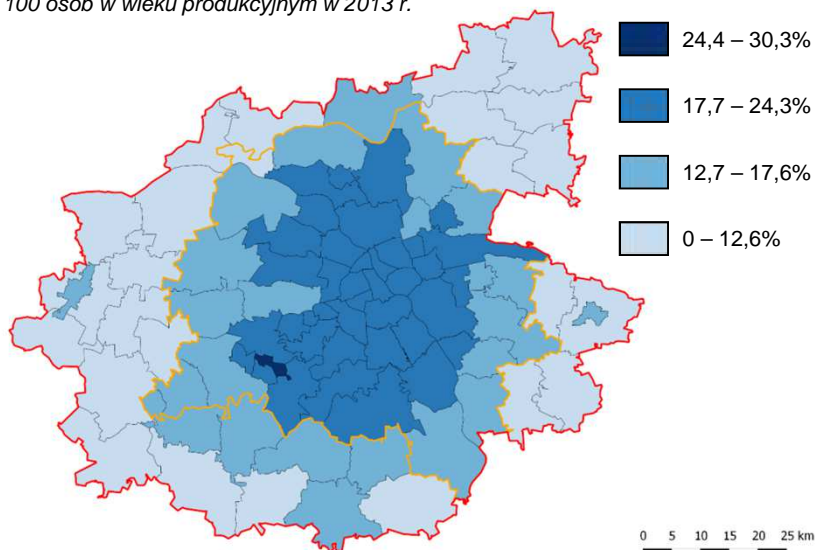 100 osób w wieku produkcyjnym w 2013 r.
24,4 – 30,3%
17,7 – 24,3%
12,7 – 17,6%
0 – 12,6%
0 5 10 15 20 25 km